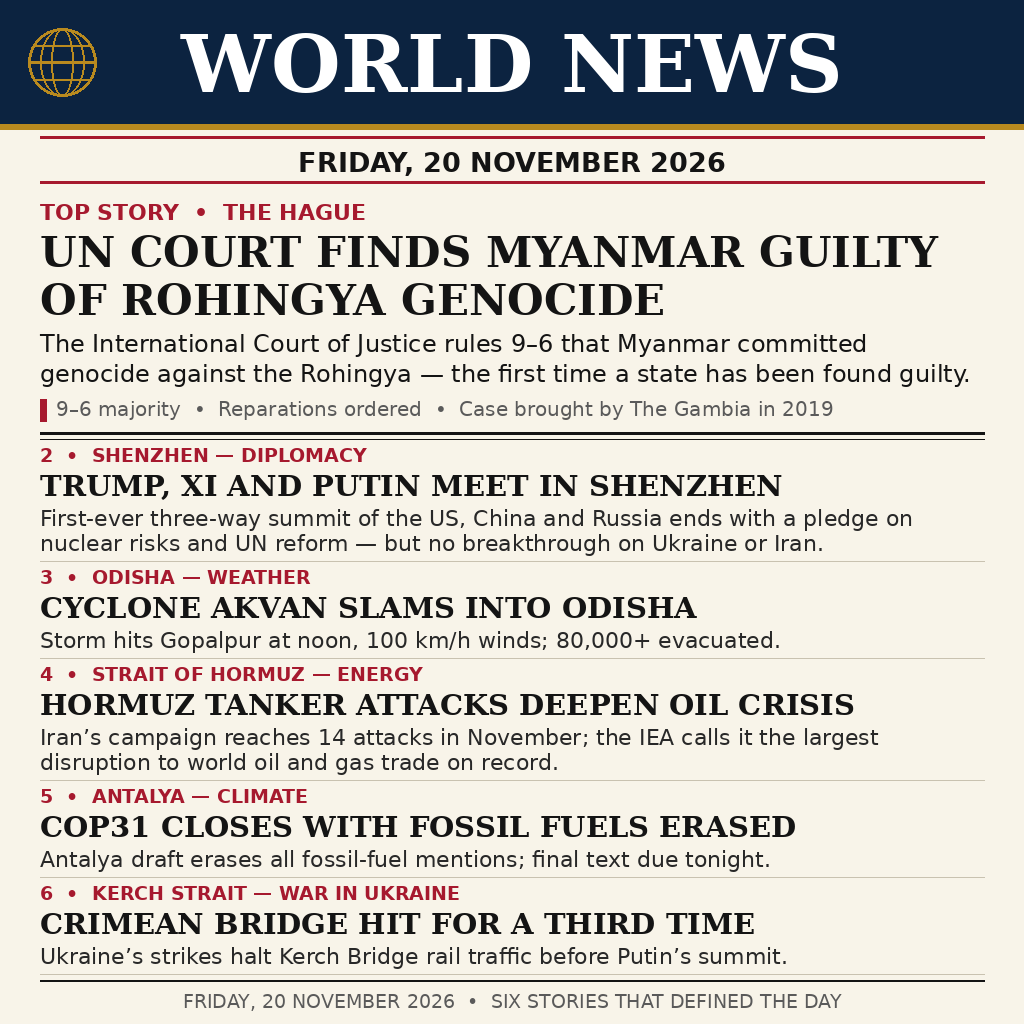 WORLD NEWS
FRIDAY, 20 NOVEMBER 2026
TOP STORY • THE HAGUE
UN COURT FINDS MYANMAR GUILTY
OF ROHINGYA GENOCIDE
The International Court of Justice rules 9–6 that Myanmar committed
genocide against the Rohingya — the first time a state has been found guilty.
9–6 majority • Reparations ordered • Case brought by The Gambia in 2019
2 • SHENZHEN — DIPLOMACY
TRUMP, XI AND PUTIN MEET IN SHENZHEN
First-ever three-way summit of the US, China and Russia ends with a pledge on
nuclear risks and UN reform — but no breakthrough on Ukraine or Iran.
3 • ODISHA — WEATHER
CYCLONE AKVAN SLAMS INTO ODISHA
Storm hits Gopalpur at noon, 100 km/h winds; 80,000+ evacuated.
4 • STRAIT OF HORMUZ — ENERGY
HORMUZ TANKER ATTACKS DEEPEN OIL CRISIS
Iran’s campaign reaches 14 attacks in November; the IEA calls it the largest
disruption to world oil and gas trade on record.
5 • ANTALYA — CLIMATE
COP31 CLOSES WITH FOSSIL FUELS ERASED
Antalya draft erases all fossil-fuel mentions; final text due tonight.
6 • KERCH STRAIT — WAR IN UKRAINE
CRIMEAN BRIDGE HIT FOR A THIRD TIME
Ukraine’s strikes halt Kerch Bridge rail traffic before Putin’s summit.
FRIDAY, 20 NOVEMBER 2026 • SIX STORIES THAT DEFINED THE DAY